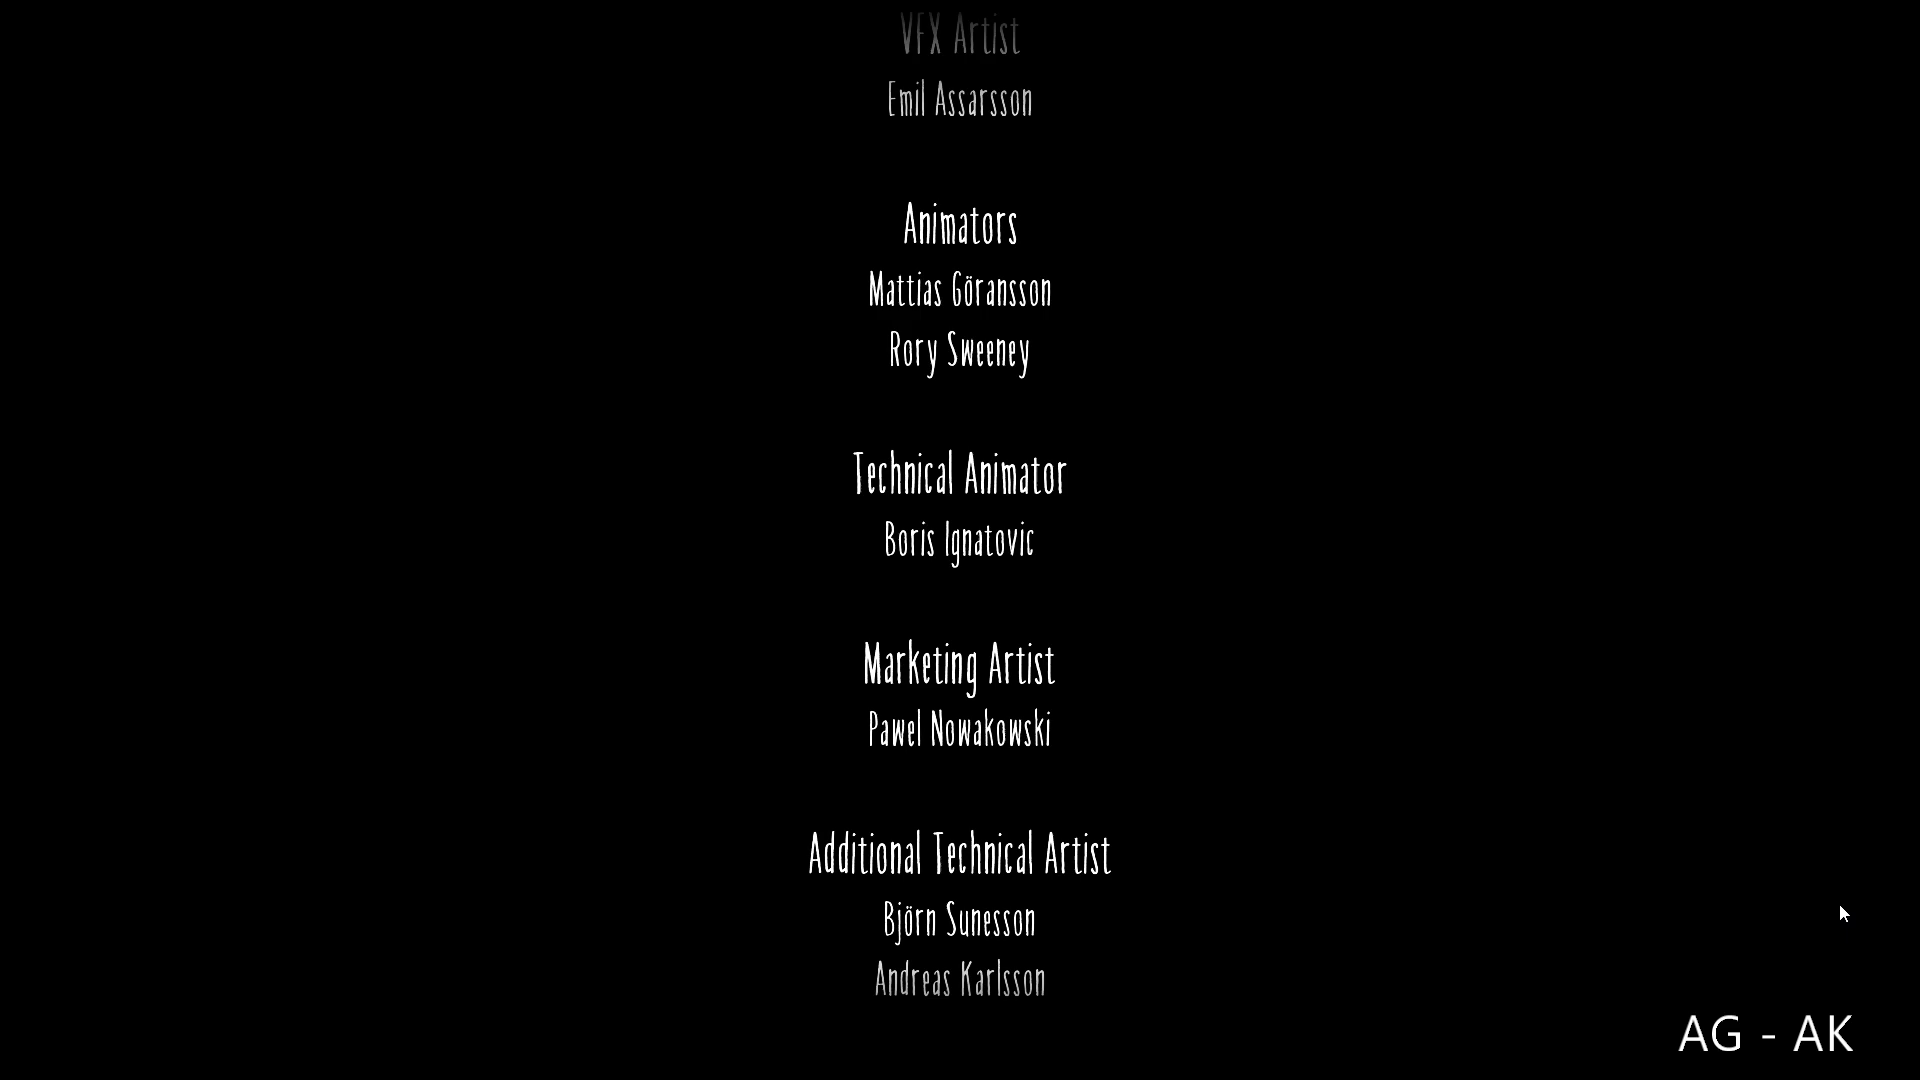 VFX Artist
Emil Assarsson
Animators
Mattias Göransson
Rory Sweeney
Technical Animator
Boris Ignatovic
Marketing Artist
Pawel Nowakowski
Additional Technical Artist
Björn Sunesson
Andreas Karlsson
AG - AK